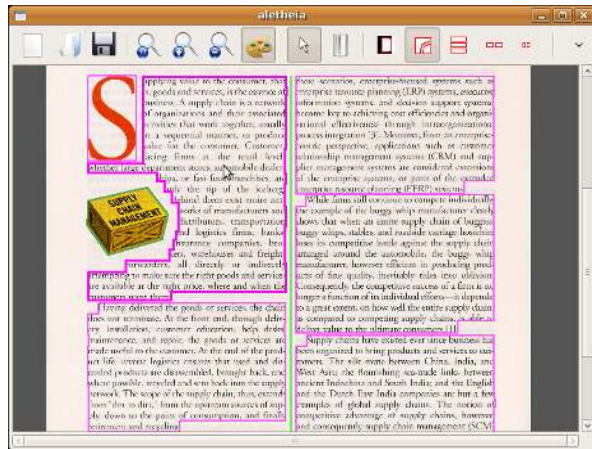 aletheia
S
upplying value to the consumer, that
is, goods and services, is the essence of
business. A supply chain is a network
of organizations and their associated
activities that work together, usually
in a sequential manner, to produce
value for the consumer. Customer
facing firms at the retail level
whether large department stores, automobile dealer
ships, or fast food franchises, are
only the tip of the iceberg
behind them exist entire net
works of manufacturers and
distributors, transportation
and logistics firms, banks
insurance companies, bro
kers, warehouses and freight
forwarders, all directly or indirectly
attempting to make sure the right goods and service
are available at the right price, where and when the
customers want them
SUPPLY
CHAIN
MANAGEMENT
Having delivered the goods or services, the chain
does not terminate. At the front end, through deliv-
ery, installation, customer education, help desks
maintenance, and repair, the goods or services are
made useful to the customer. At the end of the prod-
uct life, reverse logistics ensures that used and dis-
carded products are disassembled, brought back, and
where possible, recycled and sent back into the supply
network. The scope of the supply chain, thus, extends
from "dirt to dirt," from the upstream sources of sup-
ply, down to the point of consumption, and finally
retirement and recycling
these scenarios, enterprise-focused systems such as
enterprise resource planning (ERP) systems, executive
information systems, and decision support systems
become key to achieving cost efficiencies and organi-
zational effectiveness through intraorganizational
process integration [3]. Moreover, from an enterprise-
centric perspective, applications such as customer
relationship management systems (CRM) and sup-
plier management systems are considered extensions
of the enterprise systems, or parts of the extended
enterprise resource planning (EERP) systems
While firms still continue to compete individually
the example of the buggy whip manufacturer clearly
shows that when an entire supply chain of buggies
buggy whips, stables, and roadside carriage hostelries
loses its competitive battle against the supply chain
arranged around the automobile, the buggy whip
manufacturer, however efficient in producing prod-
ucts of fine quality, inevitably rides into oblivion
Consequently, the competitive success of a firm is no
longer a function of its individual efforts—it depends
to a great extent, on how well the entire supply chain
as compared to competing supply chains, is able to
deliver value to the ultimate consumers [1]
Supply chains have existed ever since business has
been organized to bring products and services to cus-
tomers. The silk route between China, India, and
West Asia; the flourishing sea-trade links between
ancient Indochina and South India; and the English
and the Dutch East India companies are but a few
examples of global supply chains. The notion of
competitive advantage of supply chains, however
and consequently supply chain management (SCM